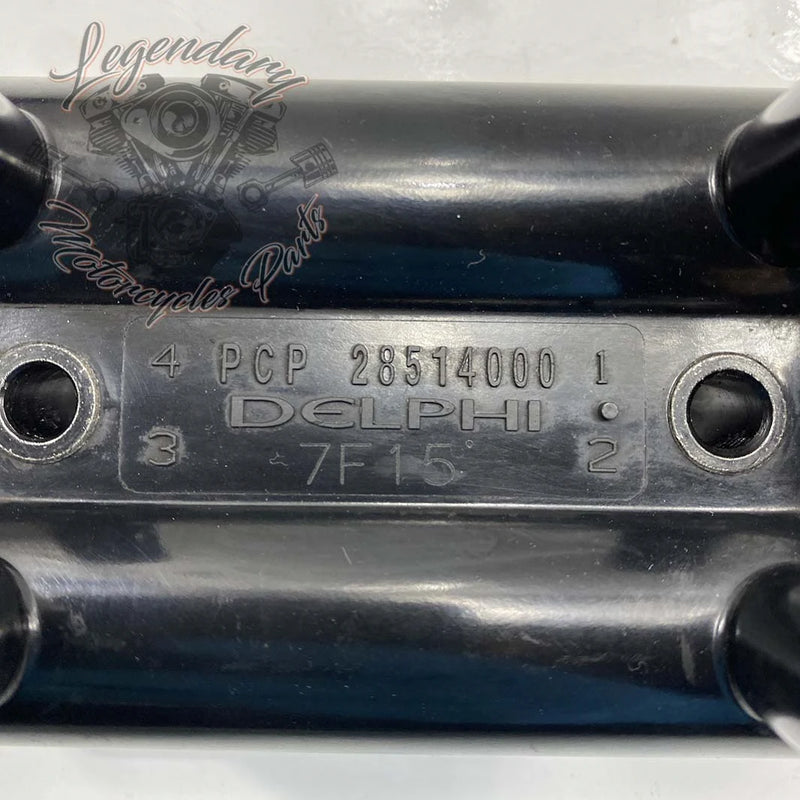 Legendary
Motorcycles Parts
4 PCP 28514000 1
DELPHI
3 7F15 2